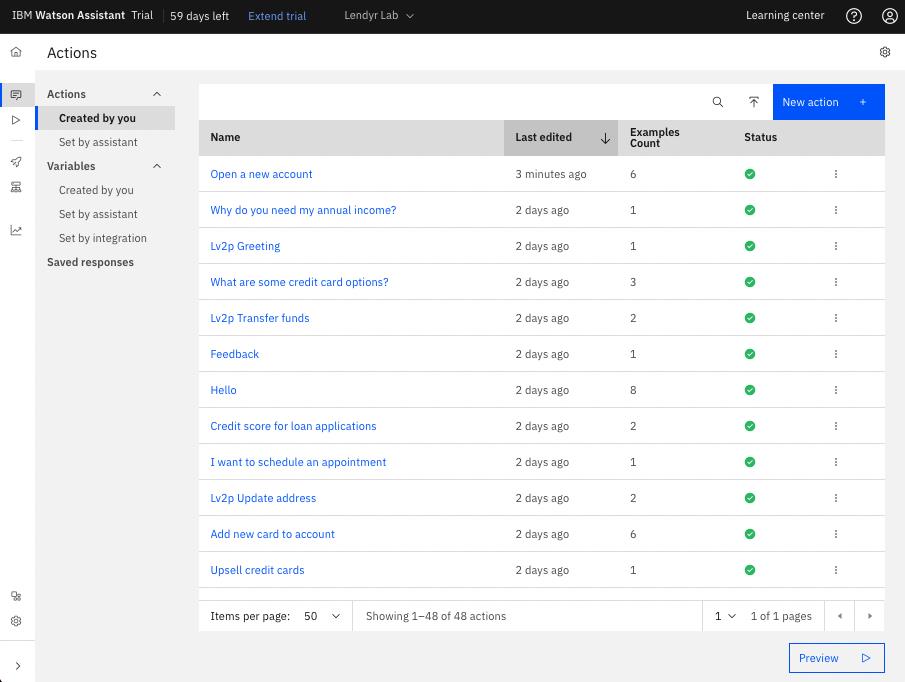 IBM Watson Assistant Trial 59 days left Extend trial Lendyr Lab Learning center
Actions
Actions
Created by you
Set by assistant
Variables
Created by you
Set by assistant
Set by integration
Saved responses
New action +
Name Last edited Examples Count Status
Open a new account 3 minutes ago 6
Why do you need my annual income? 2 days ago 1
Lv2p Greeting 2 days ago 1
What are some credit card options? 2 days ago 3
Lv2p Transfer funds 2 days ago 2
Feedback 2 days ago 1
Hello 2 days ago 8
Credit score for loan applications 2 days ago 2
I want to schedule an appointment 2 days ago 1
Lv2p Update address 2 days ago 2
Add new card to account 2 days ago 6
Upsell credit cards 2 days ago 1
Items per page: 50 Showing 1–48 of 48 actions 1 1 of 1 pages
Preview